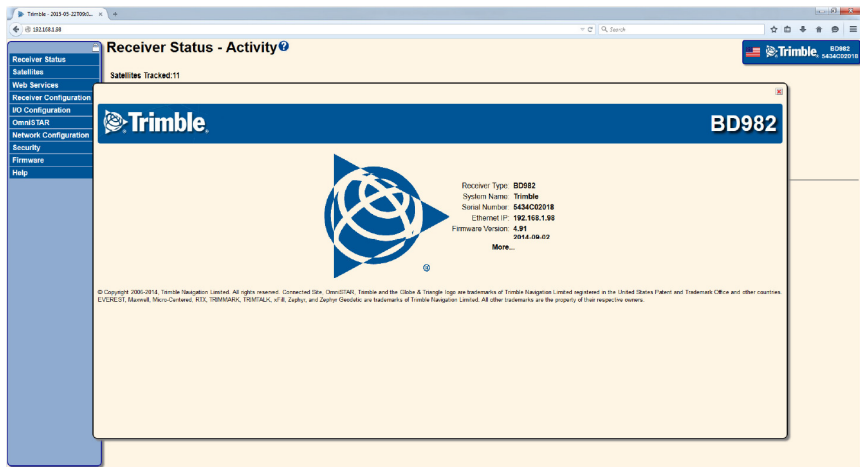 Trimble - 2015-05-22T09:0...
192.168.1.98
Search
Receiver Status - Activity
Trimble
BD982
5434C02018
Receiver Status
Satellites
Web Services
Receiver Configuration
I/O Configuration
OmniSTAR
Network Configuration
Security
Firmware
Help
Satellites Tracked:11
Trimble.
BD982
Receiver Type: BD982
System Name: Trimble
Serial Number: 5434C02018
Ethernet IP: 192.168.1.98
Firmware Version: 4.91
2014-09-02
More...
®
© Copyright 2006-2014, Trimble Navigation Limited. All rights reserved. Connected Site, OmniSTAR, Trimble and the Globe & Triangle logo are trademarks of Trimble Navigation Limited registered in the United States Patent and Trademark Office and other countries.
EVEREST, Maxwell, Micro-Centered, RTX, TRIMMARK, TRIMTALK, xFill, Zephyr, and Zephyr Geodetic are trademarks of Trimble Navigation Limited. All other trademarks are the property of their respective owners.